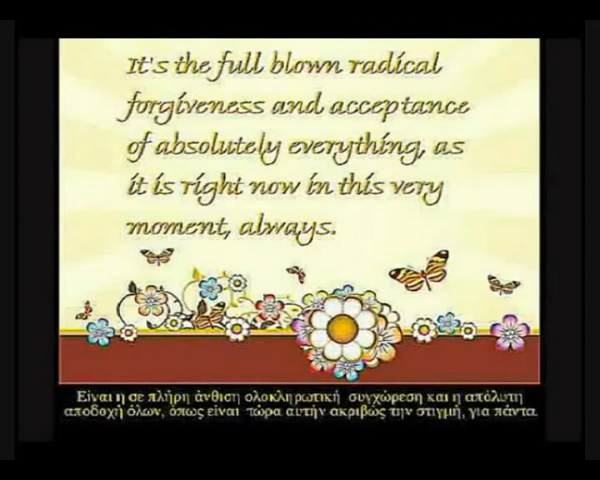 It's the full blown radical
forgiveness and acceptance
of absolutely everything, as
it is right now in this very
moment, always.
Είναι η σε πλήρη άνθιση ολοκληρωτική συγχώρεση και η απόλυτη
αποδοχή όλων, όπως είναι τώρα αυτήν ακριβώς την στιγμή, για πάντα.